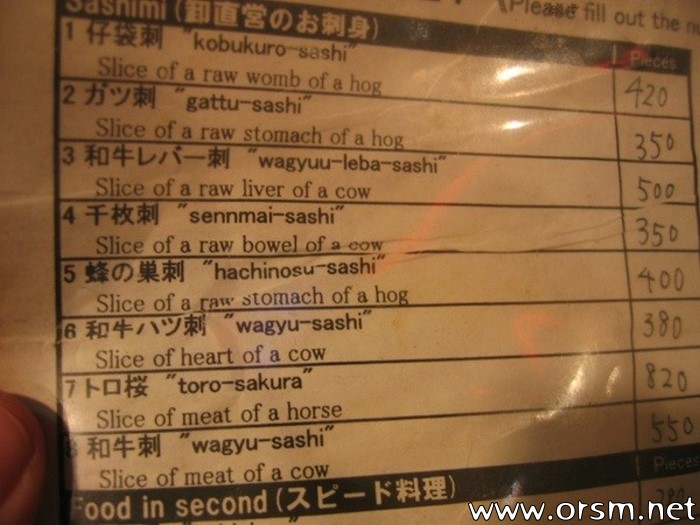 Sashimi (卸直営のお刺身) (Please fill out the
Pieces
1 仔袋刺 "kobukuro-sashi" 420
Slice of a raw womb of a hog
2 ガツ刺 "gattu-sashi" 350
Slice of a raw stomach of a hog
3 和牛レバー刺 "wagyuu-leba-sashi" 500
Slice of a raw liver of a cow
4 千枚刺 "sennmai-sashi" 350
Slice of a raw bowel of a cow
5 蜂の巣刺 "hachinosu-sashi" 400
Slice of a raw stomach of a hog
6 和牛ハツ刺 "wagyu-sashi" 380
Slice of heart of a cow
7 トロ桜 "toro-sakura" 820
Slice of meat of a horse
8 和牛刺 "wagyu-sashi" 550
Slice of meat of a cow
Food in second (スピード料理) Pieces
www.orsm.net